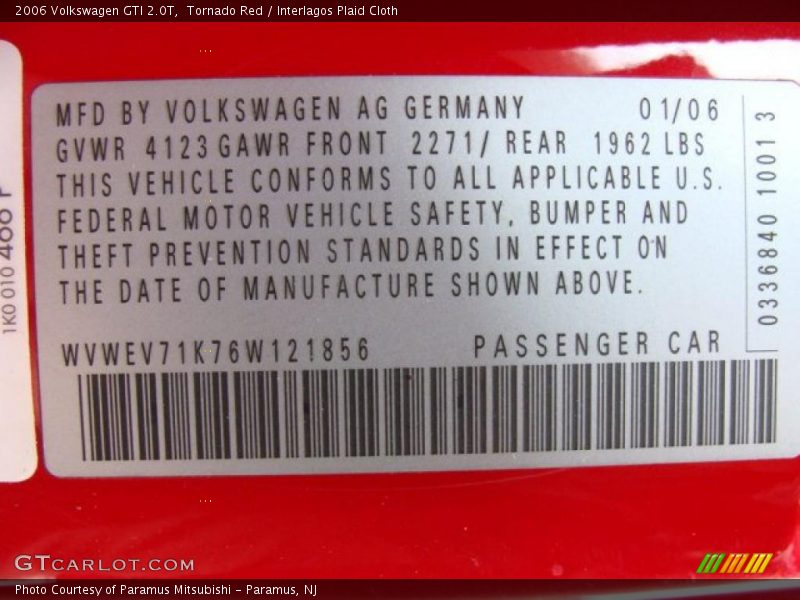 2006 Volkswagen GTI 2.0T,  Tornado Red / Interlagos Plaid Cloth
MFD BY VOLKSWAGEN AG GERMANY 01/06
GVWR 4123 GAWR FRONT 2271/ REAR 1962 LBS
THIS VEHICLE CONFORMS TO ALL APPLICABLE U.S.
FEDERAL MOTOR VEHICLE SAFETY, BUMPER AND
THEFT PREVENTION STANDARDS IN EFFECT ON
THE DATE OF MANUFACTURE SHOWN ABOVE.
WVWEV71K76W121856 PASSENGER CAR
0336840 1001 3
1K0 010 400 P
GTCARLOT.COM
Photo Courtesy of Paramus Mitsubishi – Paramus, NJ